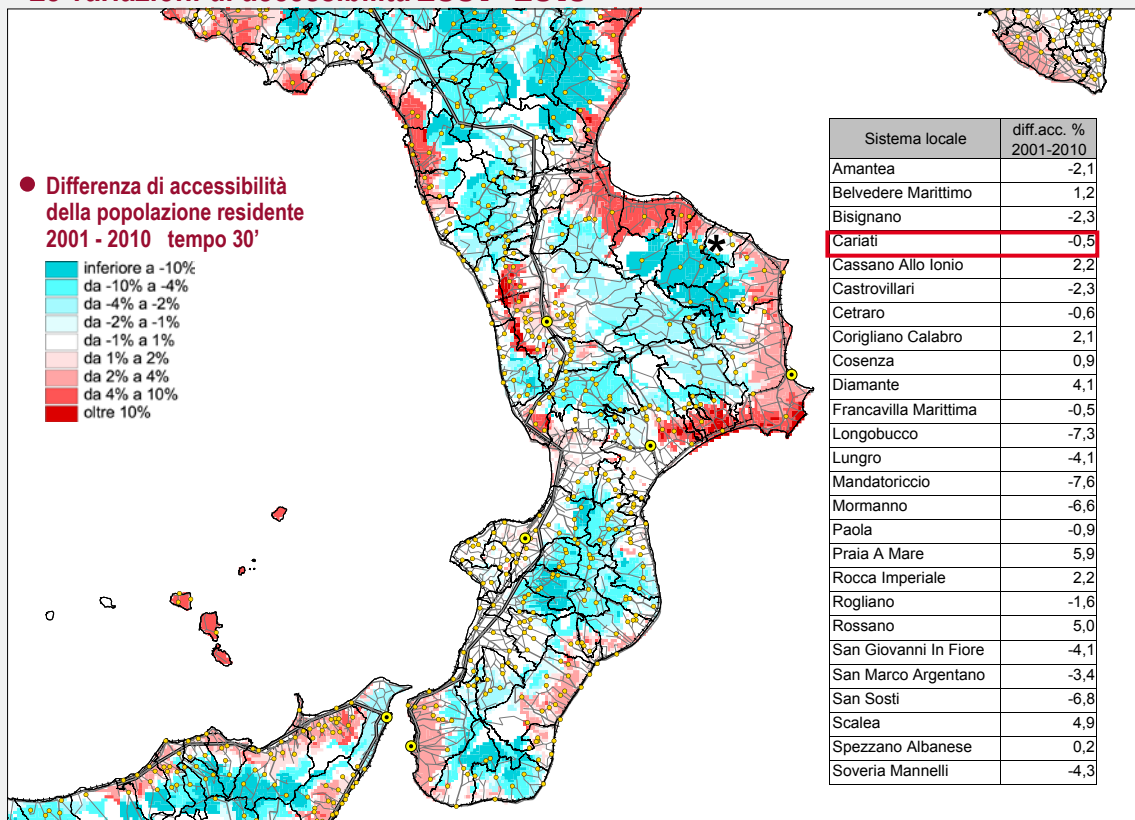 Differenza di accessibilità
della popolazione residente
2001 - 2010 tempo 30'
inferiore a -10%
da -10% a -4%
da -4% a -2%
da -2% a -1%
da -1% a 1%
da 1% a 2%
da 2% a 4%
da 4% a 10%
oltre 10%
*
Sistema locale diff.acc. % 2001-2010
Amantea -2,1
Belvedere Marittimo 1,2
Bisignano -2,3
Cariati -0,5
Cassano Allo Ionio 2,2
Castrovillari -2,3
Cetraro -0,6
Corigliano Calabro 2,1
Cosenza 0,9
Diamante 4,1
Francavilla Marittima -0,5
Longobucco -7,3
Lungro -4,1
Mandatoriccio -7,6
Mormanno -6,6
Paola -0,9
Praia A Mare 5,9
Rocca Imperiale 2,2
Rogliano -1,6
Rossano 5,0
San Giovanni In Fiore -4,1
San Marco Argentano -3,4
San Sosti -6,8
Scalea 4,9
Spezzano Albanese 0,2
Soveria Mannelli -4,3